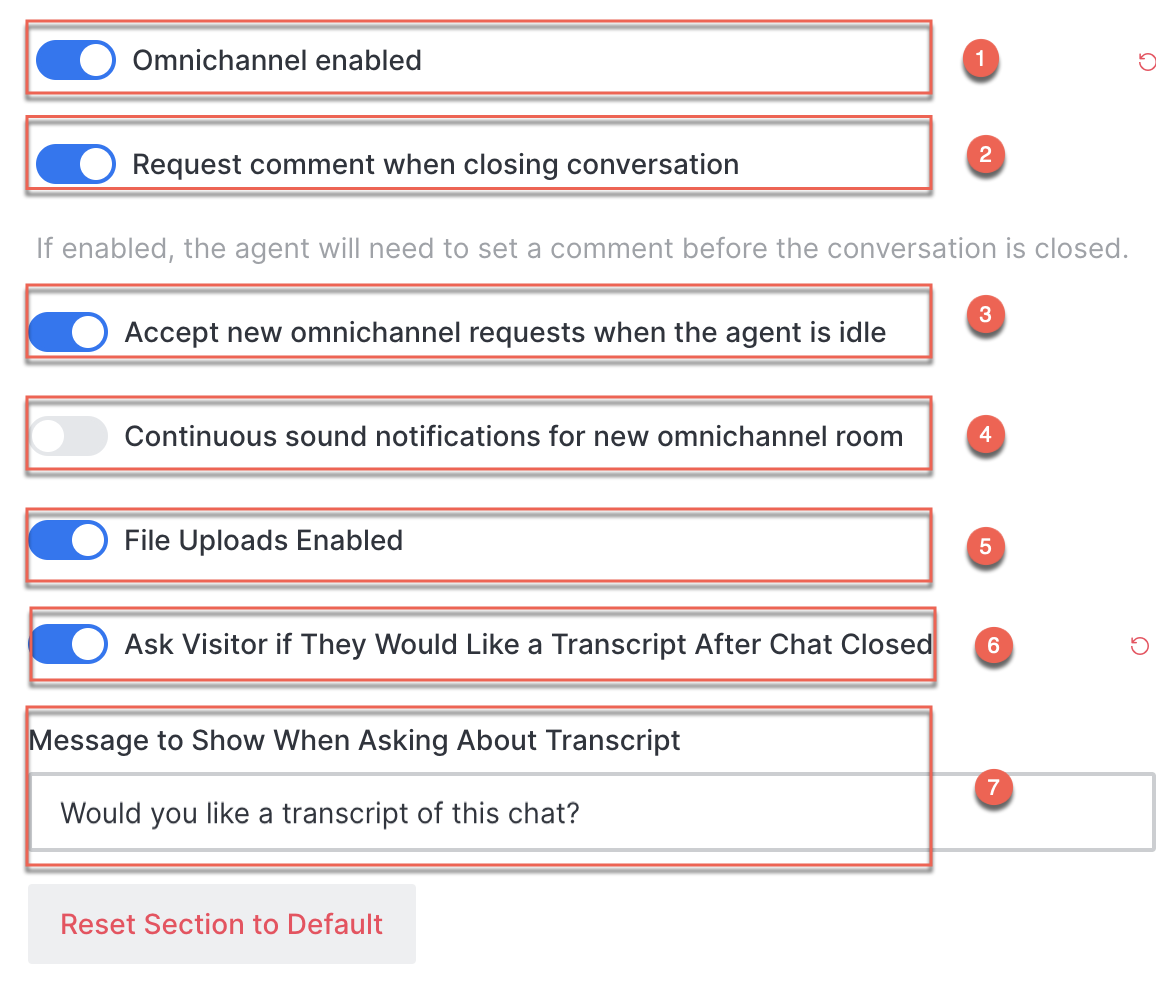 Omnichannel enabled
1
Request comment when closing conversation
2
If enabled, the agent will need to set a comment before the conversation is closed.
Accept new omnichannel requests when the agent is idle
3
Continuous sound notifications for new omnichannel room
4
File Uploads Enabled
5
Ask Visitor if They Would Like a Transcript After Chat Closed
6
Message to Show When Asking About Transcript
7
Would you like a transcript of this chat?
Reset Section to Default